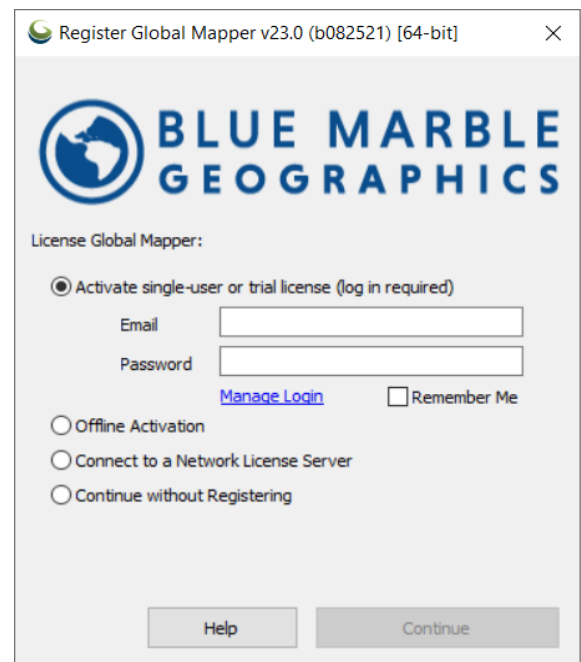 Register Global Mapper v23.0 (b082521) [64-bit]
BLUE MARBLE
GEOGRAPHICS
License Global Mapper:
Activate single-user or trial license (log in required)
Email
Password
Manage Login Remember Me
Offline Activation
Connect to a Network License Server
Continue without Registering
Help Continue